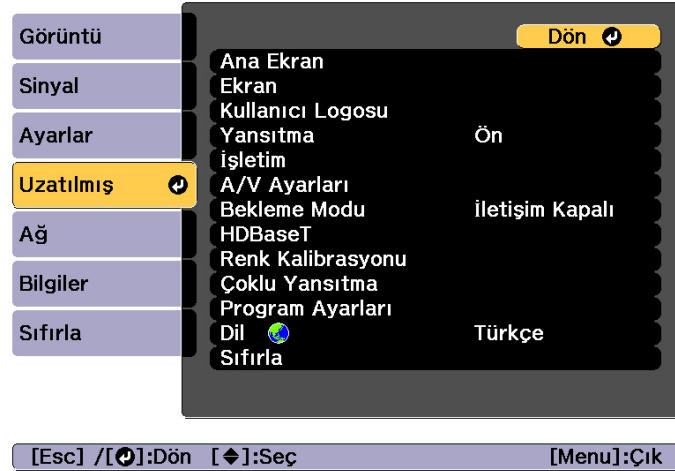 Görüntü
Sinyal
Ayarlar
Uzatılmış
Ağ
Bilgiler
Sıfırla
Dön
Ana Ekran
Ekran
Kullanıcı Logosu
Yansıtma Ön
İşletim
A/V Ayarları
Bekleme Modu İletişim Kapalı
HDBaseT
Renk Kalibrasyonu
Çoklu Yansıtma
Program Ayarları
Dil Türkçe
Sıfırla
[Esc] /[⏎]:Dön [◆]:Seç [Menu]:Çık